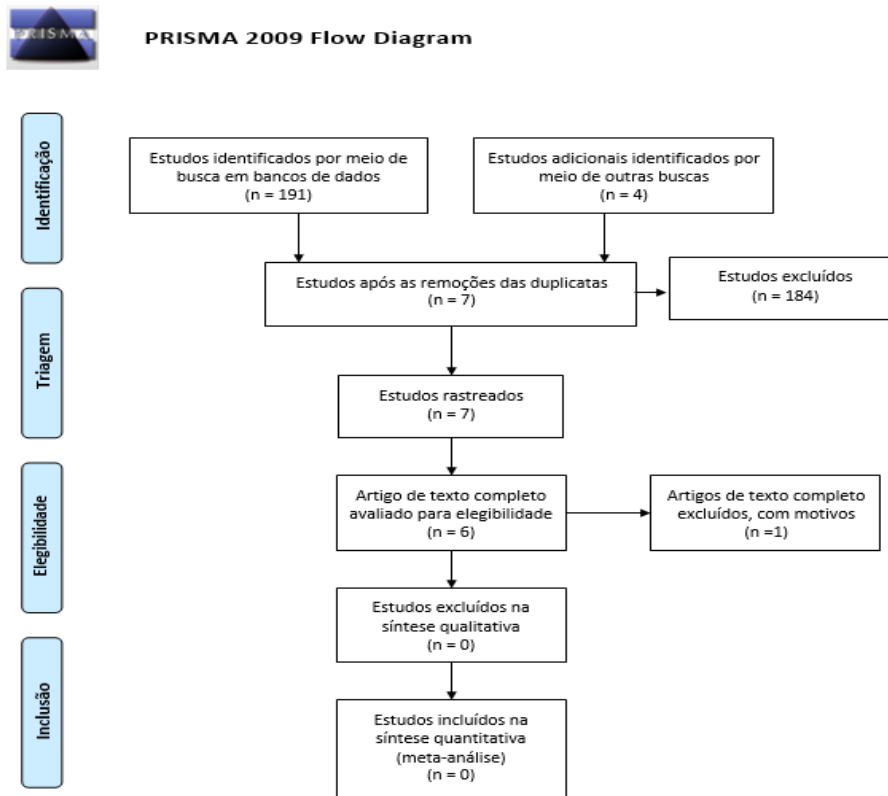 PRISMA
PRISMA 2009 Flow Diagram
Identificação
Estudos identificados por meio de
busca em bancos de dados
(n = 191)
Estudos adicionais identificados por
meio de outras buscas
(n = 4)
Estudos após as remoções das duplicatas
(n = 7)
Estudos excluídos
(n = 184)
Triagem
Estudos rastreados
(n = 7)
Elegibilidade
Artigo de texto completo
avaliado para elegibilidade
(n = 6)
Artigos de texto completo
excluídos, com motivos
(n =1)
Estudos excluídos na
síntese qualitativa
(n = 0)
Inclusão
Estudos incluídos na
síntese quantitativa
(meta-análise)
(n = 0)